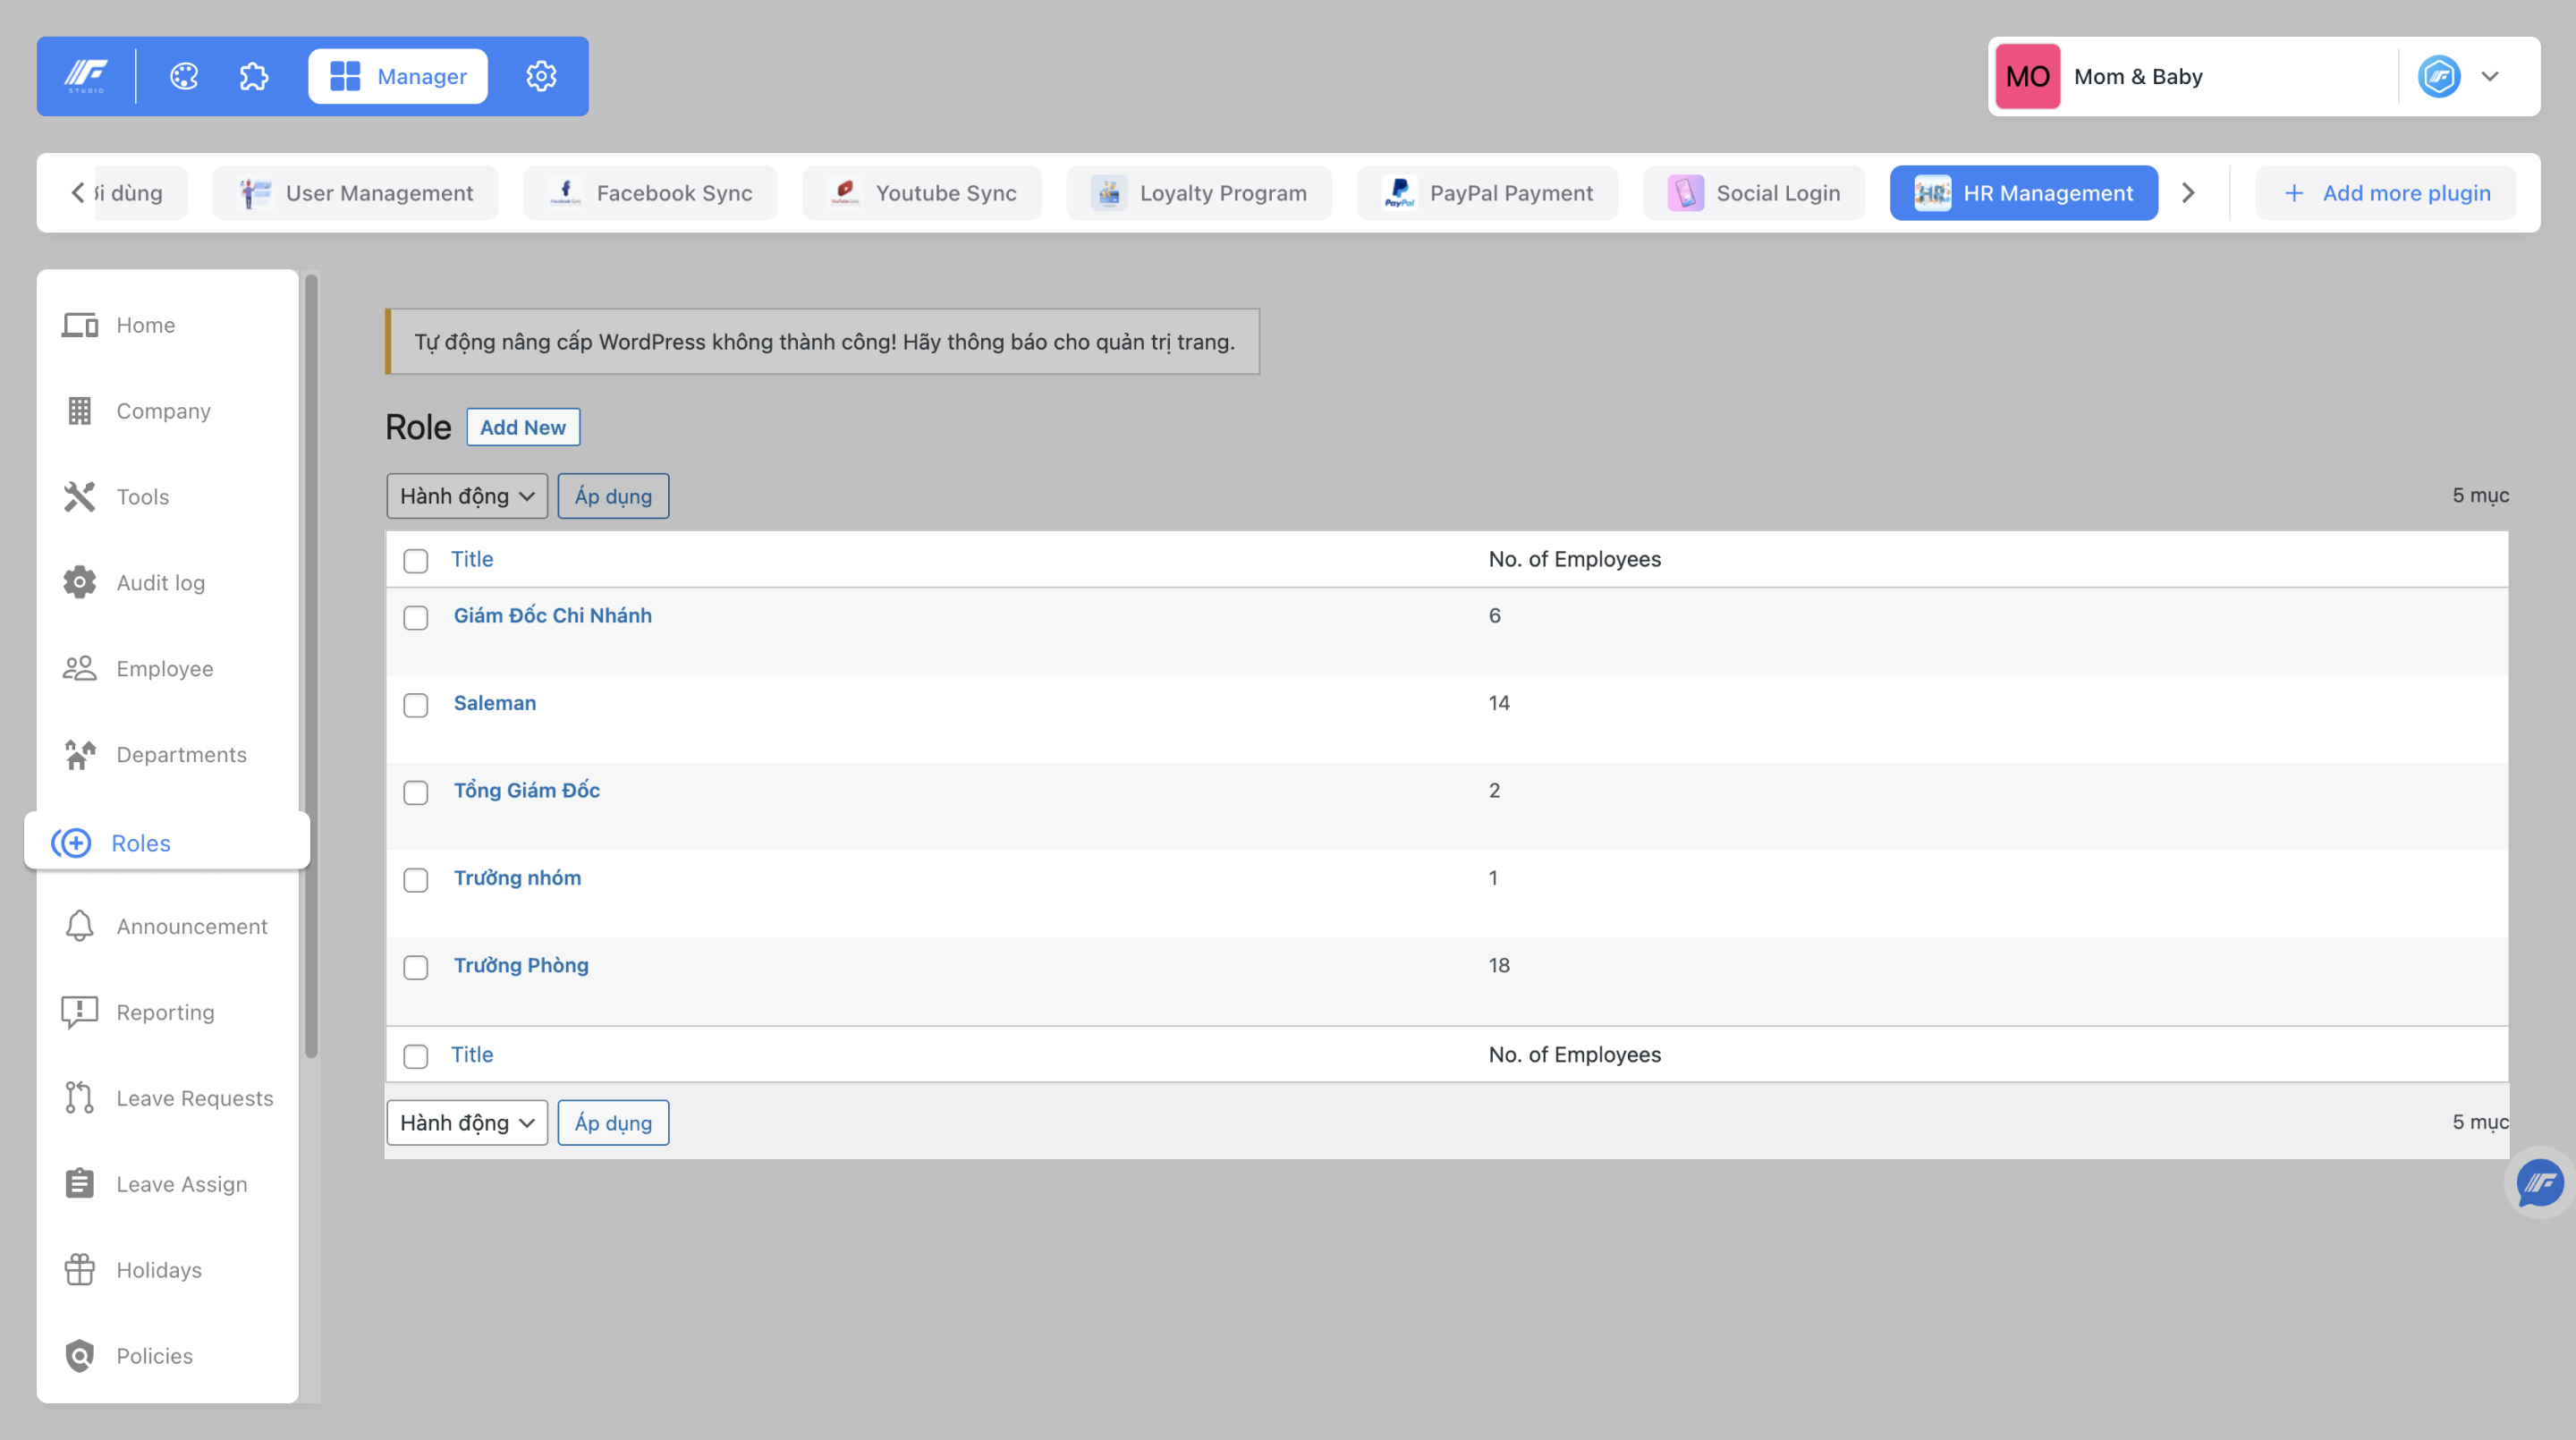 STUDIO
Manager
MO
Mom & Baby
i dùng
User Management
Facebook Sync
Youtube Sync
Loyalty Program
PayPal
PayPal Payment
Social Login
HR
HR Management
Add more plugin
Home
Company
Tools
Audit log
Employee
Departments
Roles
Announcement
Reporting
Leave Requests
Leave Assign
Holidays
Policies
Tự động nâng cấp WordPress không thành công! Hãy thông báo cho quản trị trang.
Role
Add New
Hành động
Áp dụng
5 mục
Title
No. of Employees
Giám Đốc Chi Nhánh
6
Saleman
14
Tổng Giám Đốc
2
Trưởng nhóm
1
Trưởng Phòng
18
Title
No. of Employees
Hành động
Áp dụng
5 mục